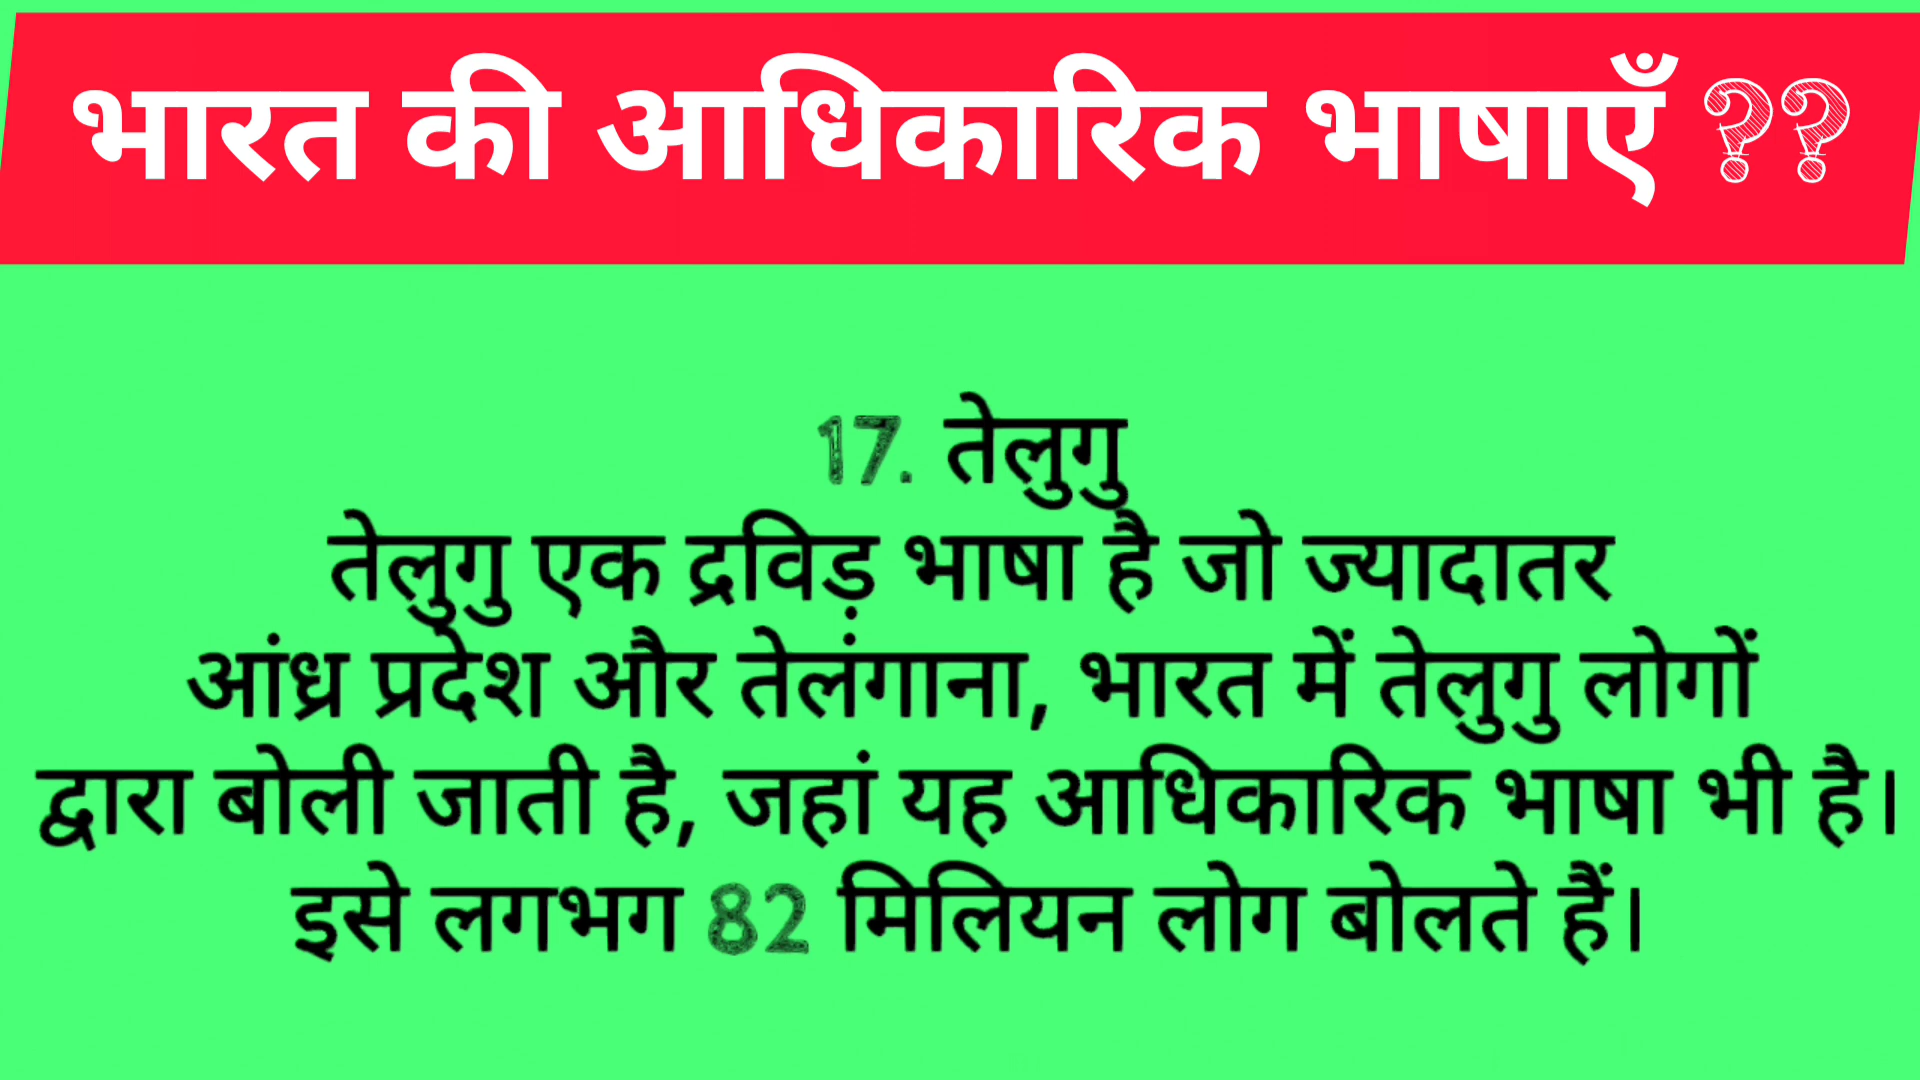 भारत की आधिकारिक भाषाएँ ??
17. तेलुगु
तेलुगु एक द्रविड़ भाषा है जो ज्यादातर
आंध्र प्रदेश और तेलंगाना, भारत में तेलुगु लोगों
द्वारा बोली जाती है, जहां यह आधिकारिक भाषा भी है।
इसे लगभग 82 मिलियन लोग बोलते हैं।